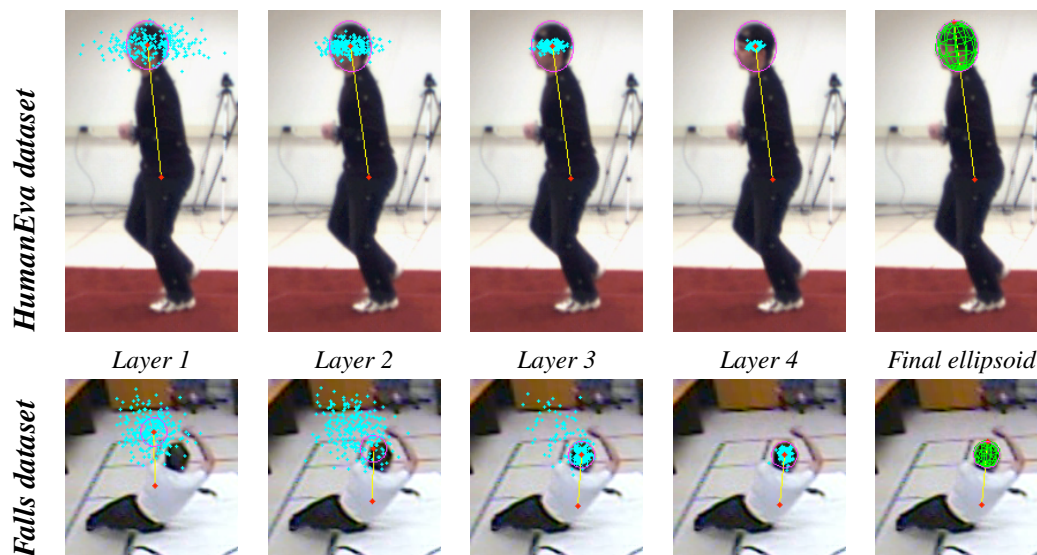 HumanEva dataset
Layer 1 Layer 2 Layer 3 Layer 4 Final ellipsoid
Falls dataset